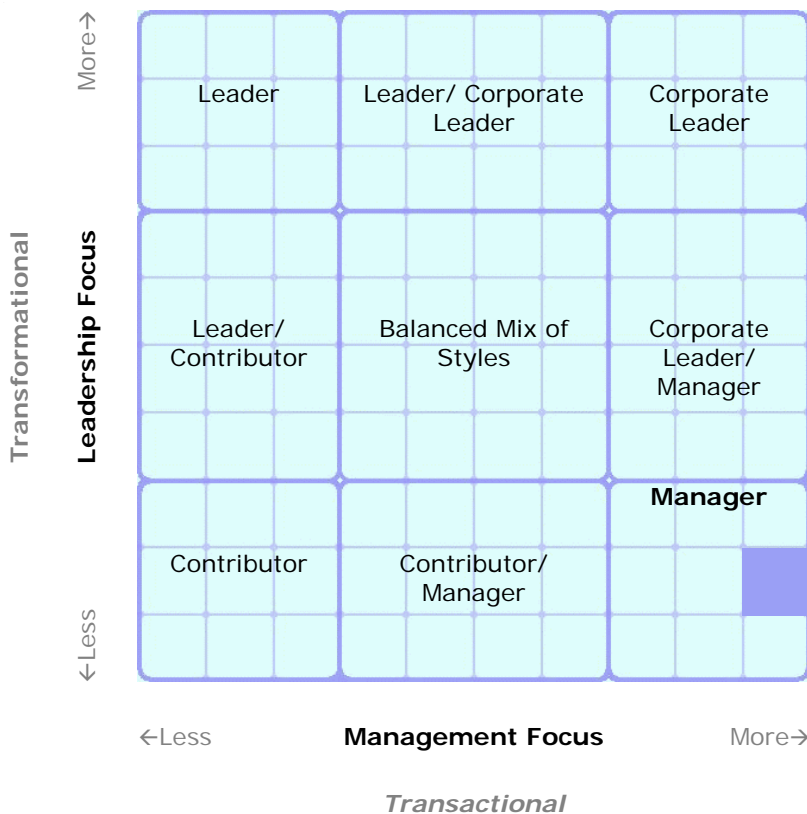 More→
Leader
Leader/ Corporate
Leader
Corporate
Leader
Transformational
Leadership Focus
Leader/
Contributor
Balanced Mix of
Styles
Corporate
Leader/
Manager
Manager
Contributor
Contributor/
Manager
←Less
←Less
Management Focus
More→
Transactional